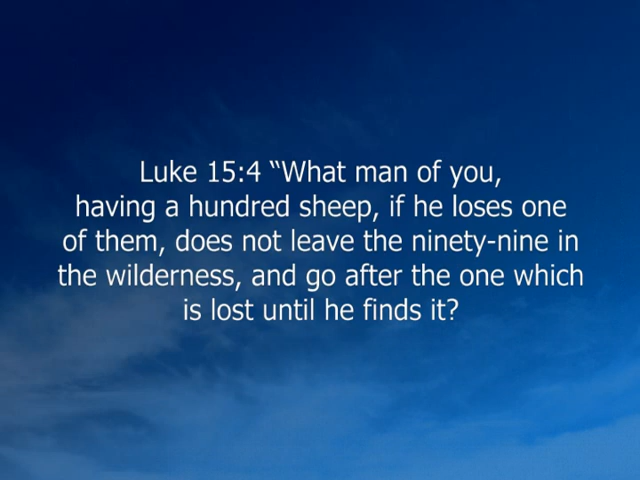 Luke 15:4 “What man of you,
having a hundred sheep, if he loses one
of them, does not leave the ninety-nine in
the wilderness, and go after the one which
is lost until he finds it?